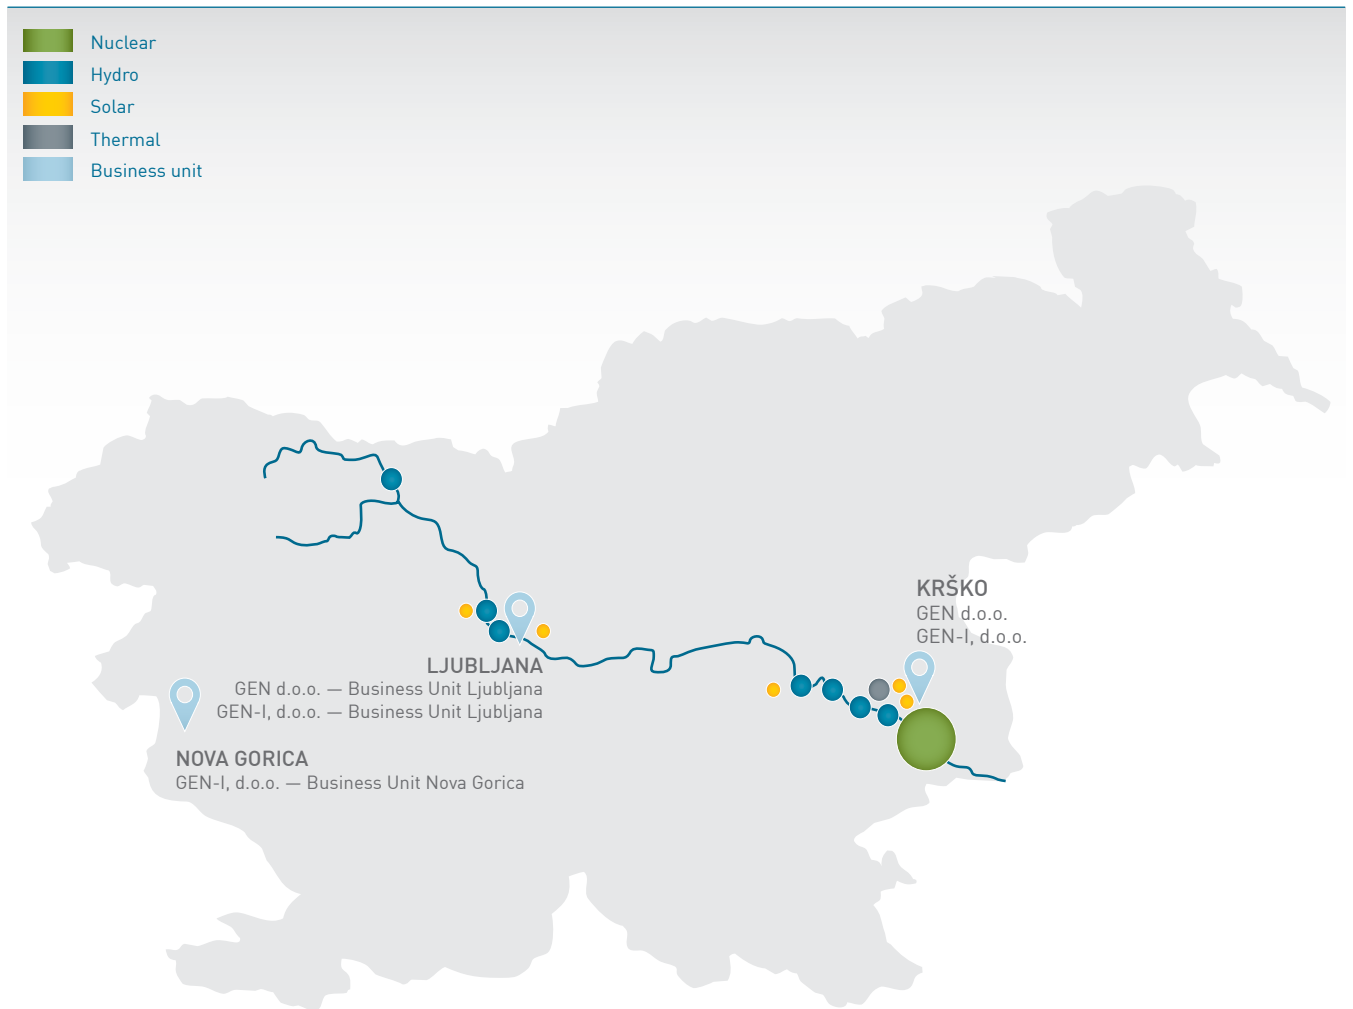 Nuclear
Hydro
Solar
Thermal
Business unit
KRŠKO
GEN d.o.o.
GEN-I, d.o.o.
LJUBLJANA
GEN d.o.o. — Business Unit Ljubljana
GEN-I, d.o.o. — Business Unit Ljubljana
NOVA GORICA
GEN-I, d.o.o. — Business Unit Nova Gorica